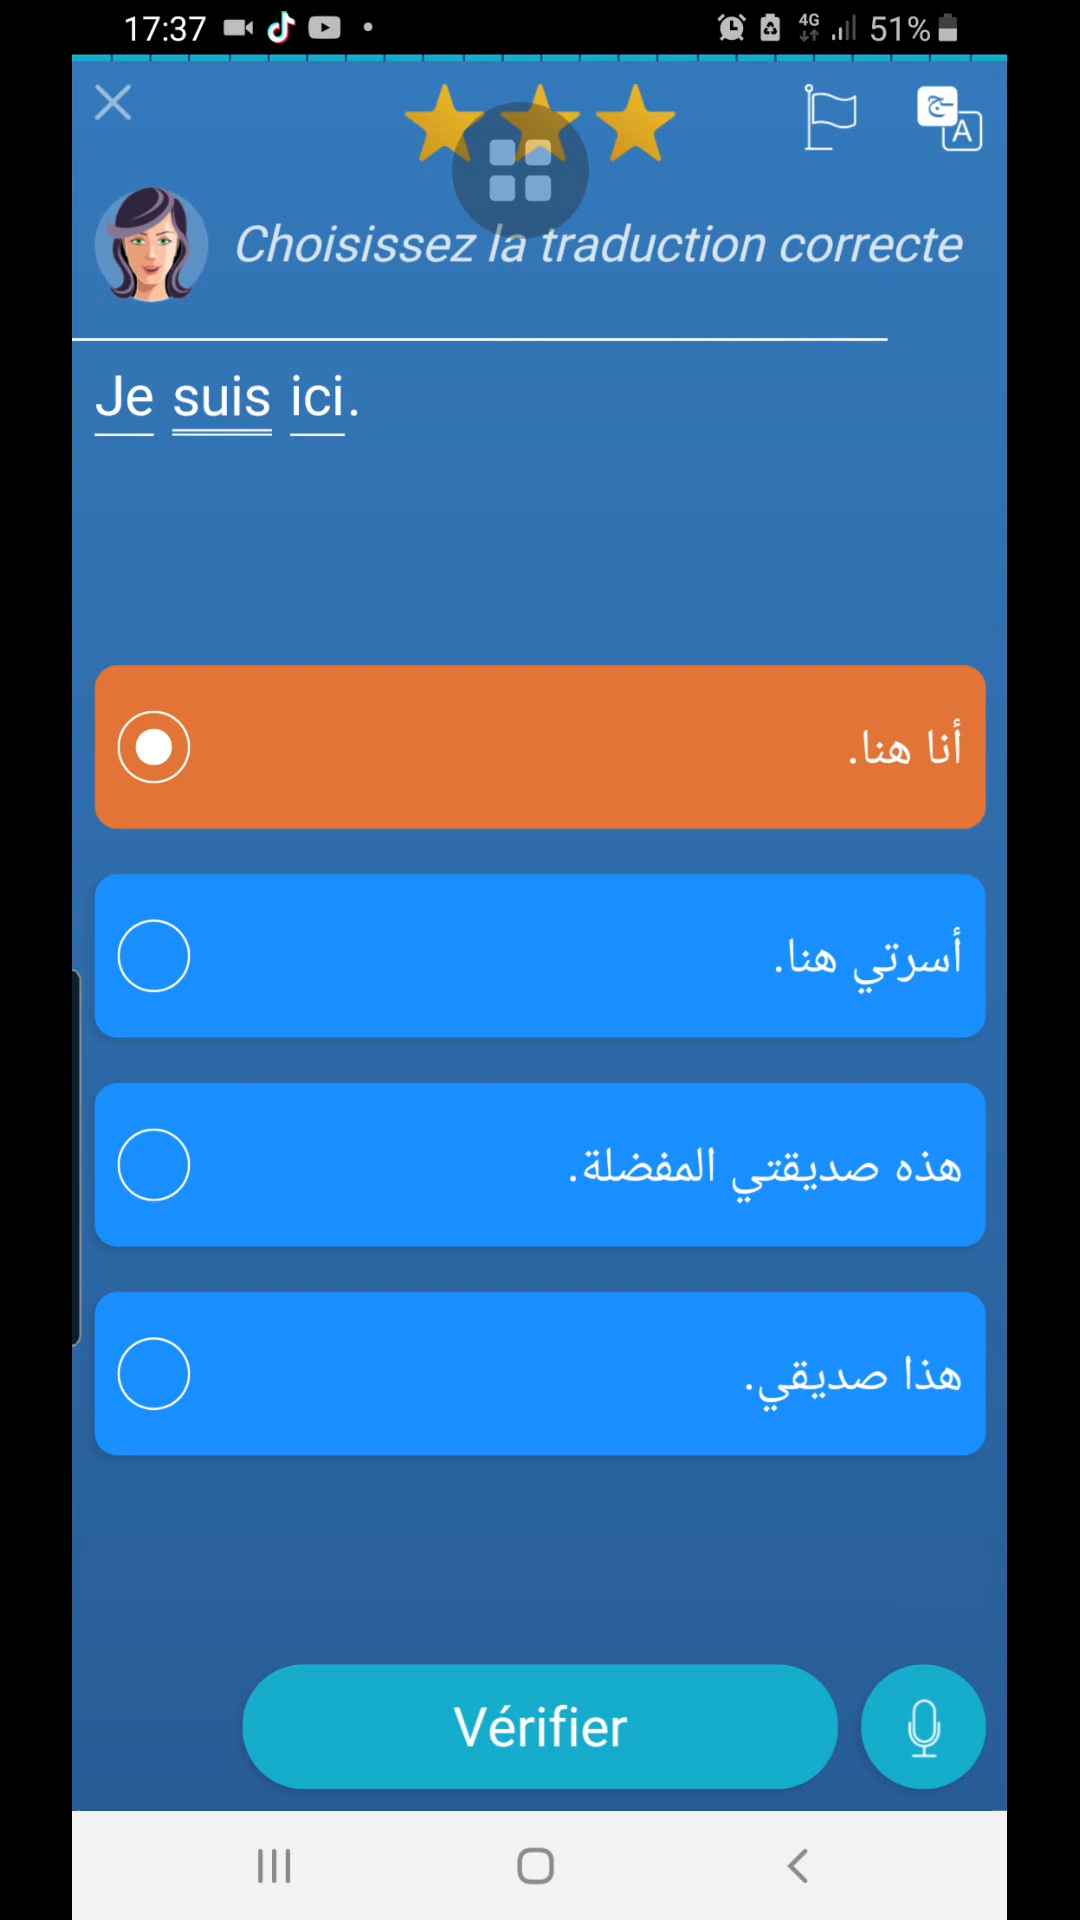 17:37
4G
51%
A
Choisissez la traduction correcte
Je suis ici.
أنا هنا.
أسرتي هنا.
هذه صديقتي المفضلة.
هذا صديقي.
Vérifier